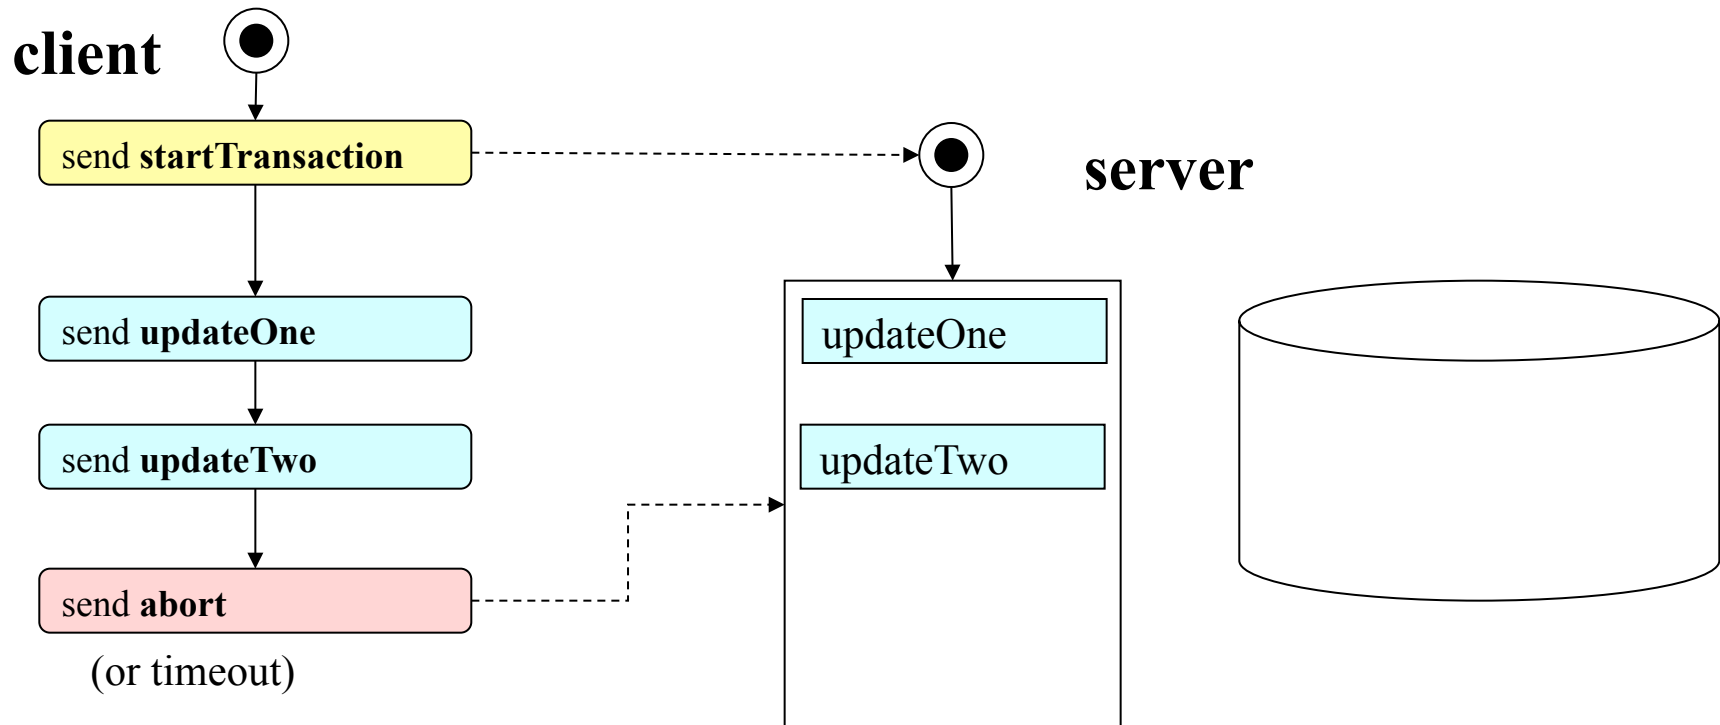 client
send startTransaction
server
send updateOne
updateOne
send updateTwo
updateTwo
send abort
(or timeout)